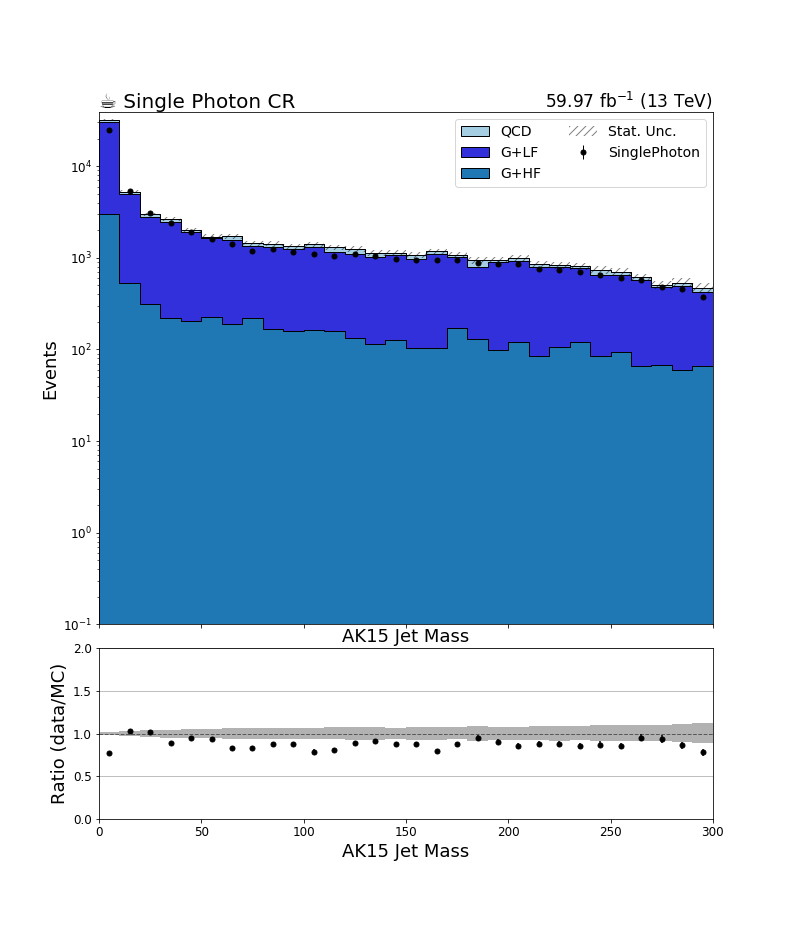 ☕ Single Photon CR
59.97 fb⁻¹ (13 TeV)
QCD
G+LF
G+HF
Stat. Unc.
SinglePhoton
10⁴
10³
10²
10¹
10⁰
10⁻¹
Events
AK15 Jet Mass
2.0
1.5
1.0
0.5
0.0
Ratio (data/MC)
0 50 100 150 200 250 300
AK15 Jet Mass